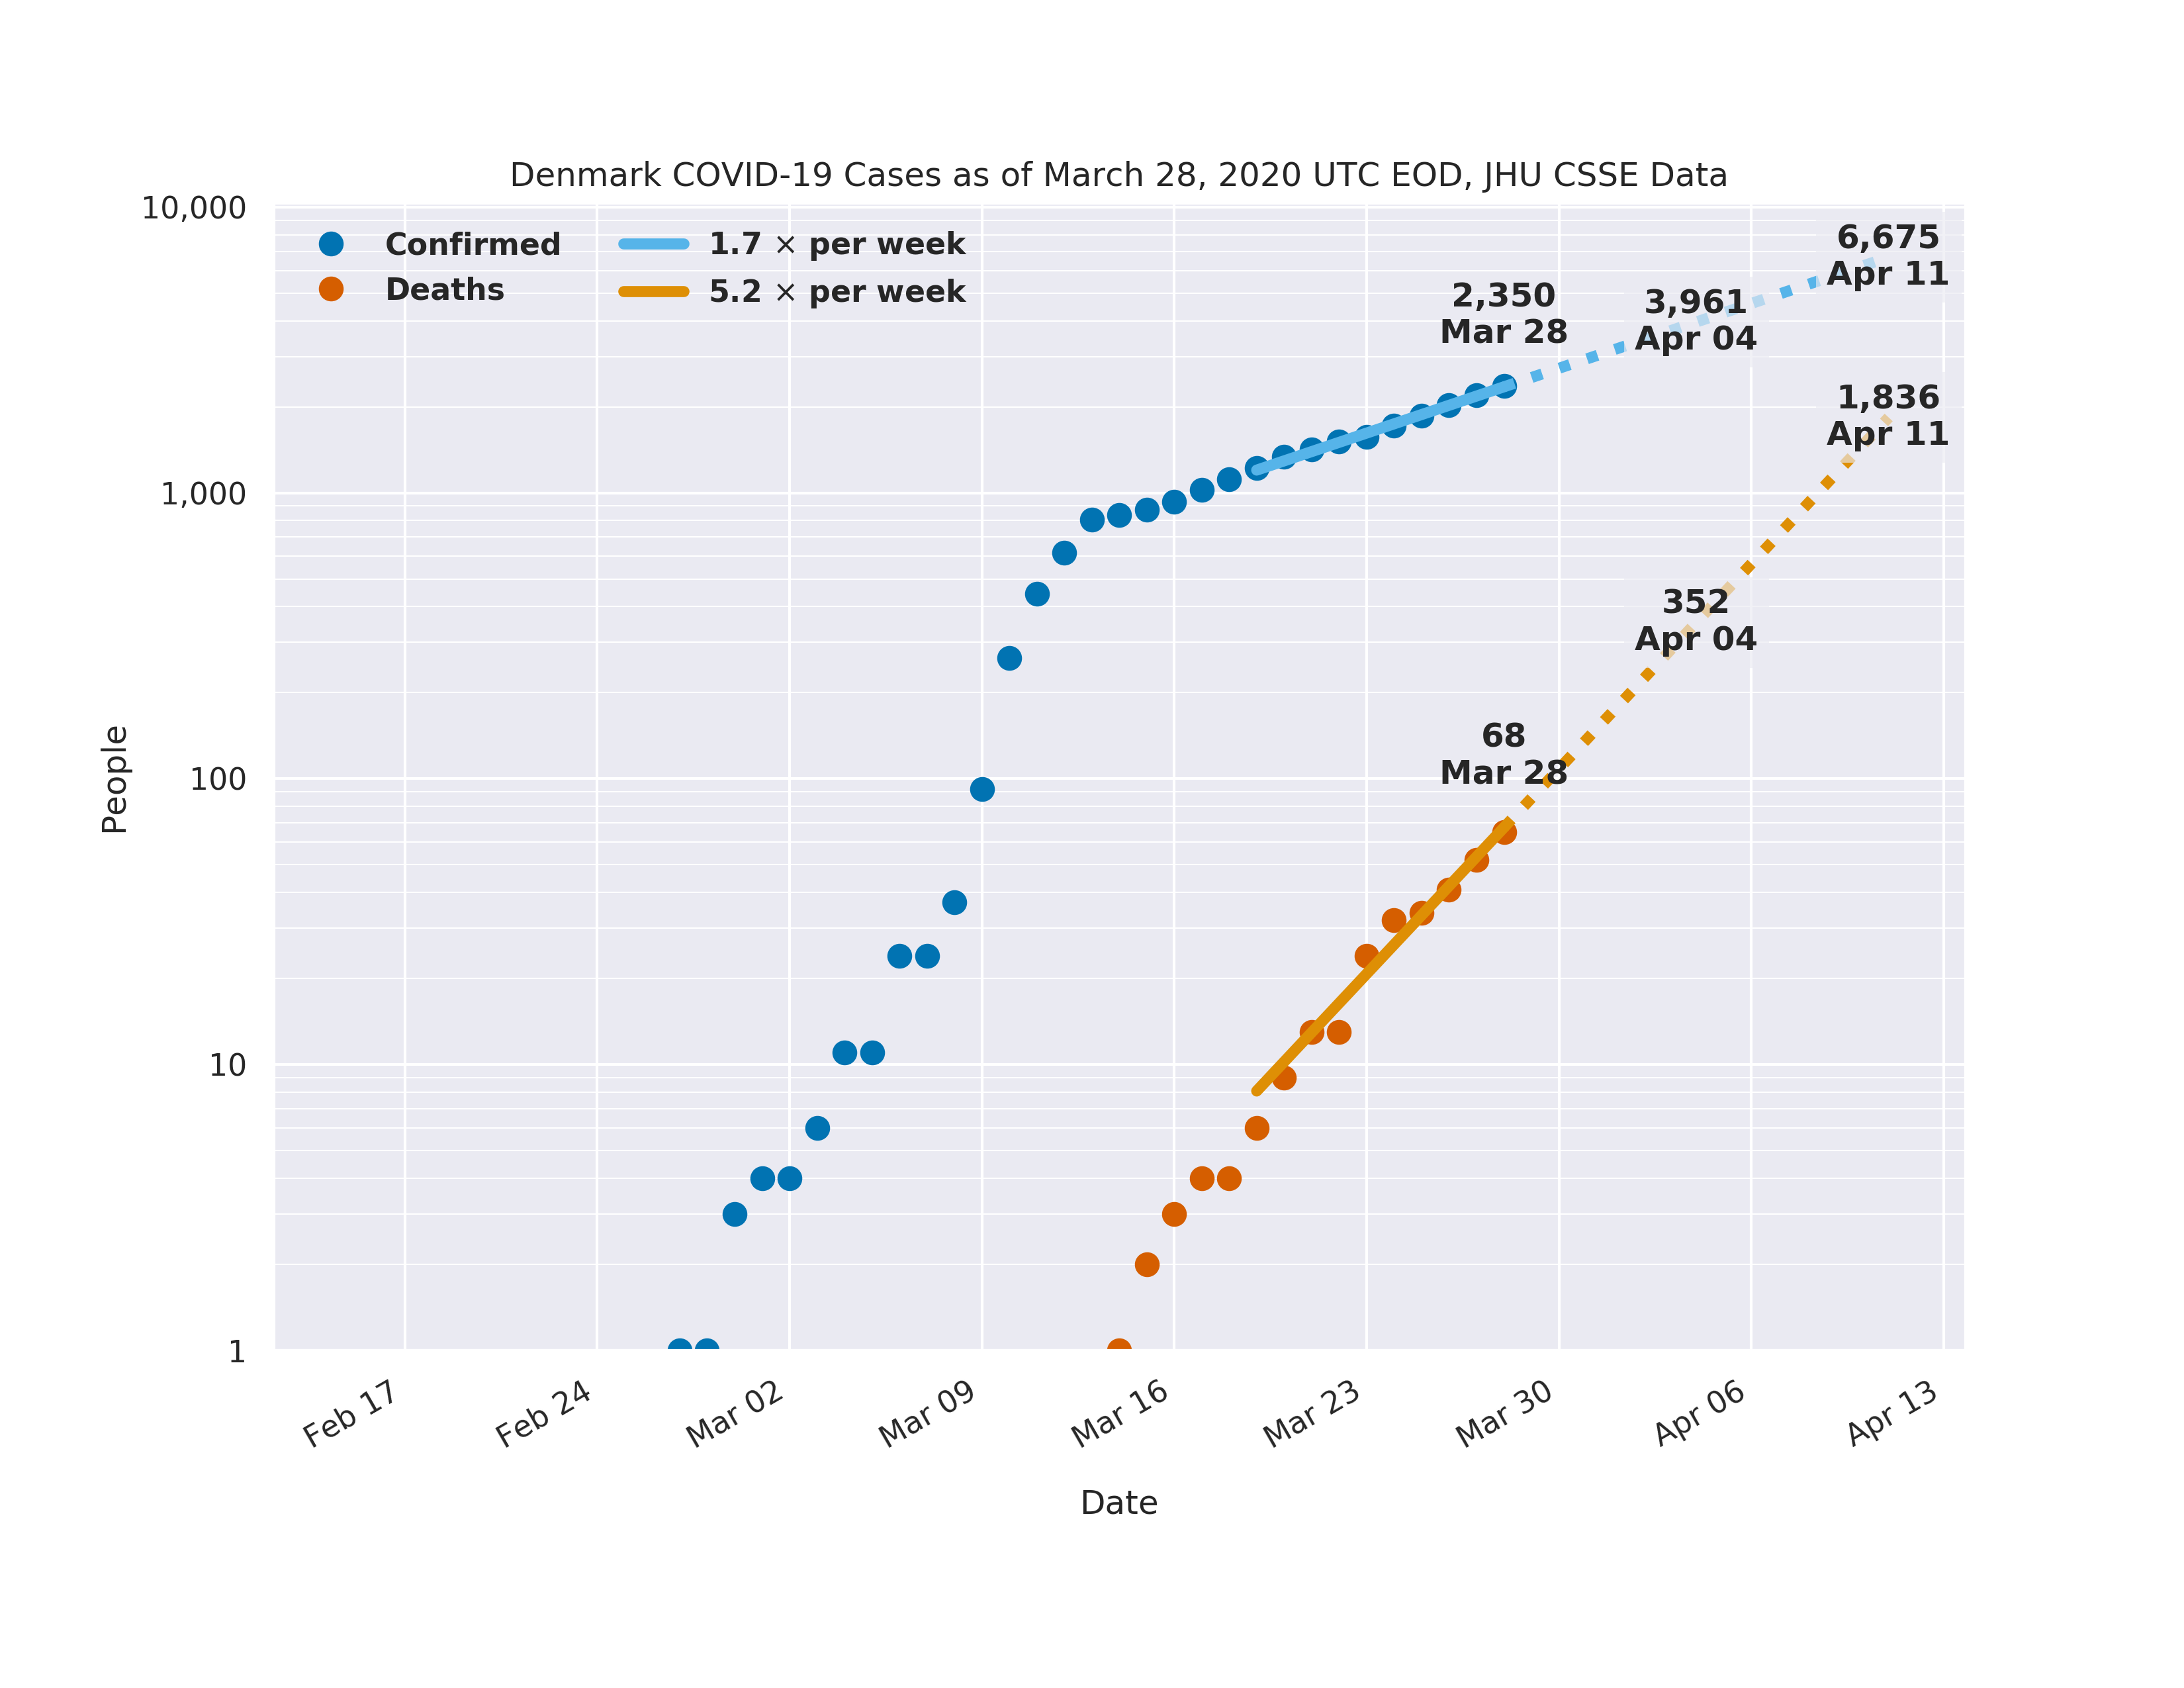 Denmark COVID-19 Cases as of March 28, 2020 UTC EOD, JHU CSSE Data
10,000
1,000
100
10
1
People
Confirmed
Deaths
1.7 × per week
5.2 × per week
2,350
Mar 28
3,961
Apr 04
6,675
Apr 11
1,836
Apr 11
352
Apr 04
68
Mar 28
Feb 17
Feb 24
Mar 02
Mar 09
Mar 16
Mar 23
Mar 30
Apr 06
Apr 13
Date